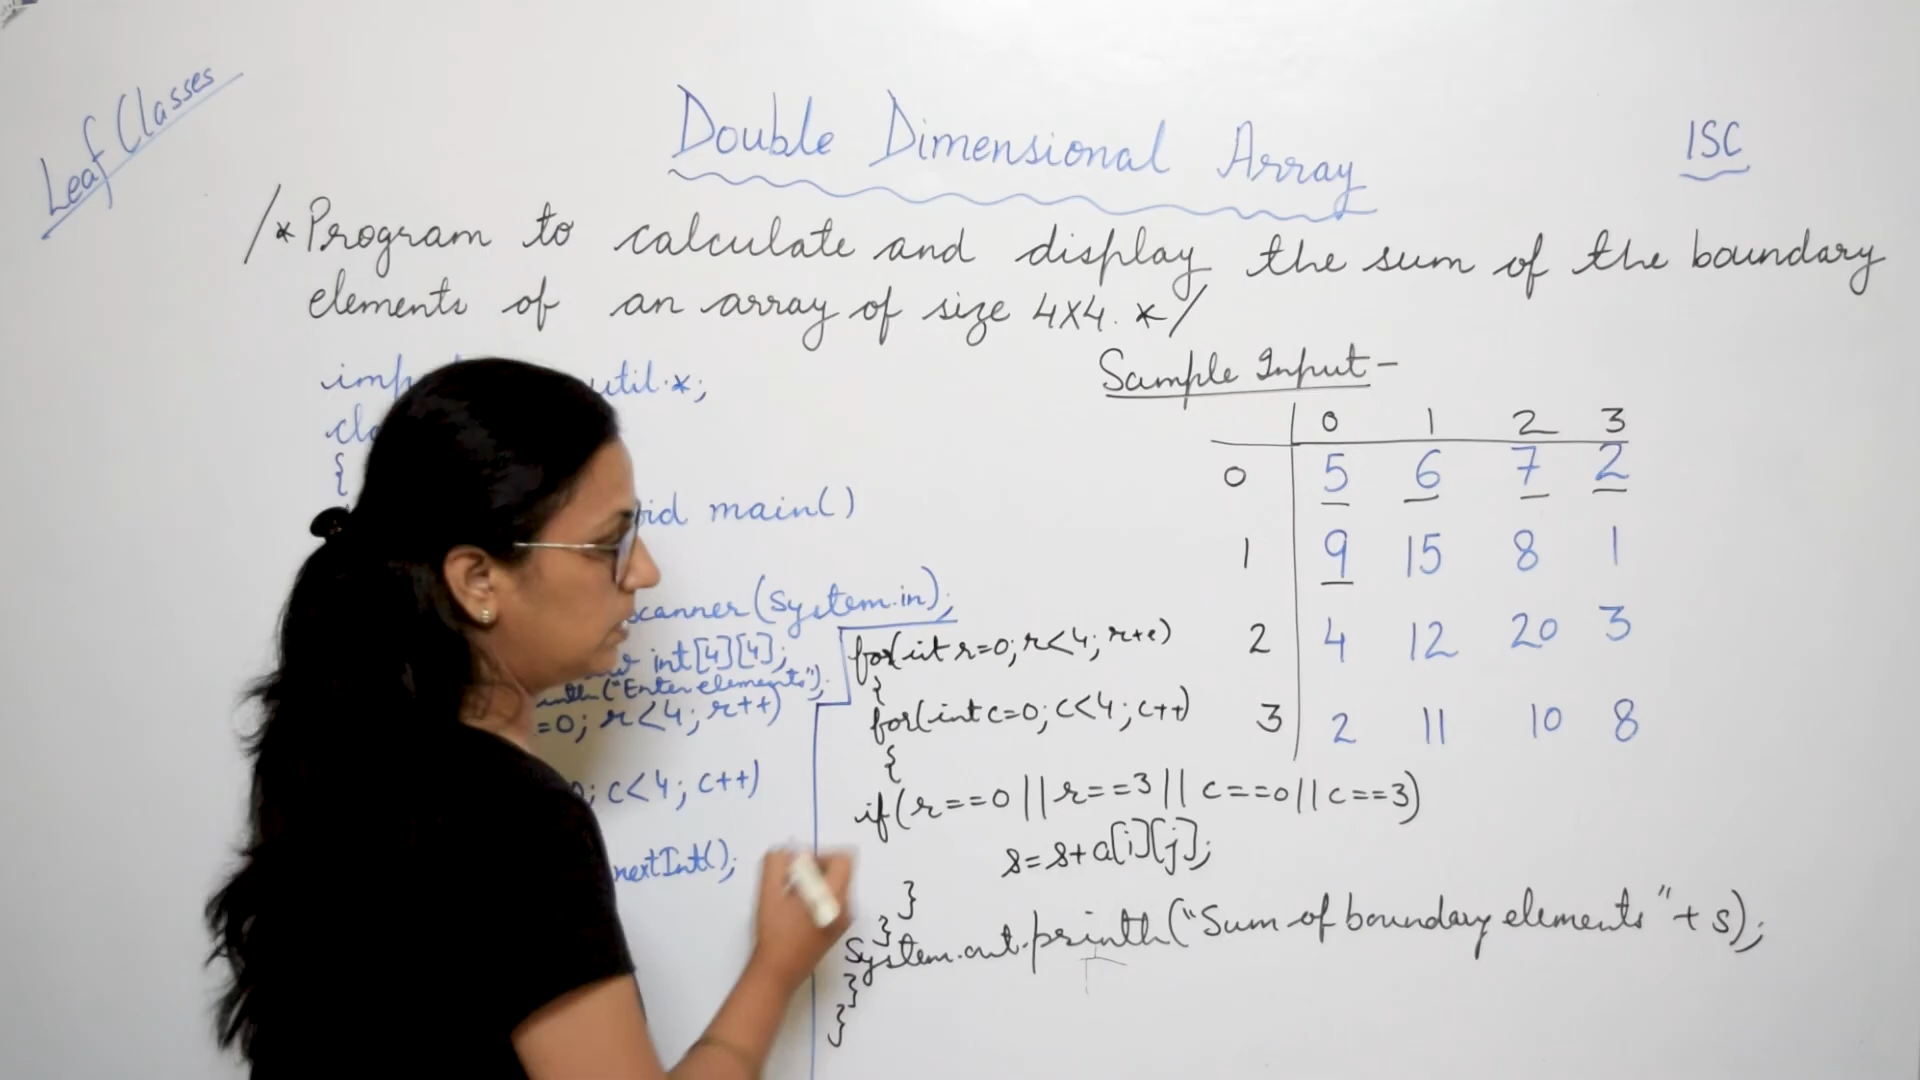 Leaf Classes
Double Dimensional Array
ISC
/* Program to calculate and display the sum of the boundary
elements of an array of size 4X4. */
util.*;
{
main()
Scanner(System.in);
int[4][4];
("Enter elements");
=0; r<4; r++)
0; c<4; c++)
nextInt();
for(int r=0; r<4; r++)
{
for(int c=0; c<4; c++)
{
if(r==0||r==3||c==0||c==3)
s=s+a[i][j];
}
}
System.out.println("Sum of boundary elements"+s);
}
}
Sample Input-
0 1 2 3
0 5 6 7 2
1 9 15 8 1
2 4 12 20 3
3 2 11 10 8